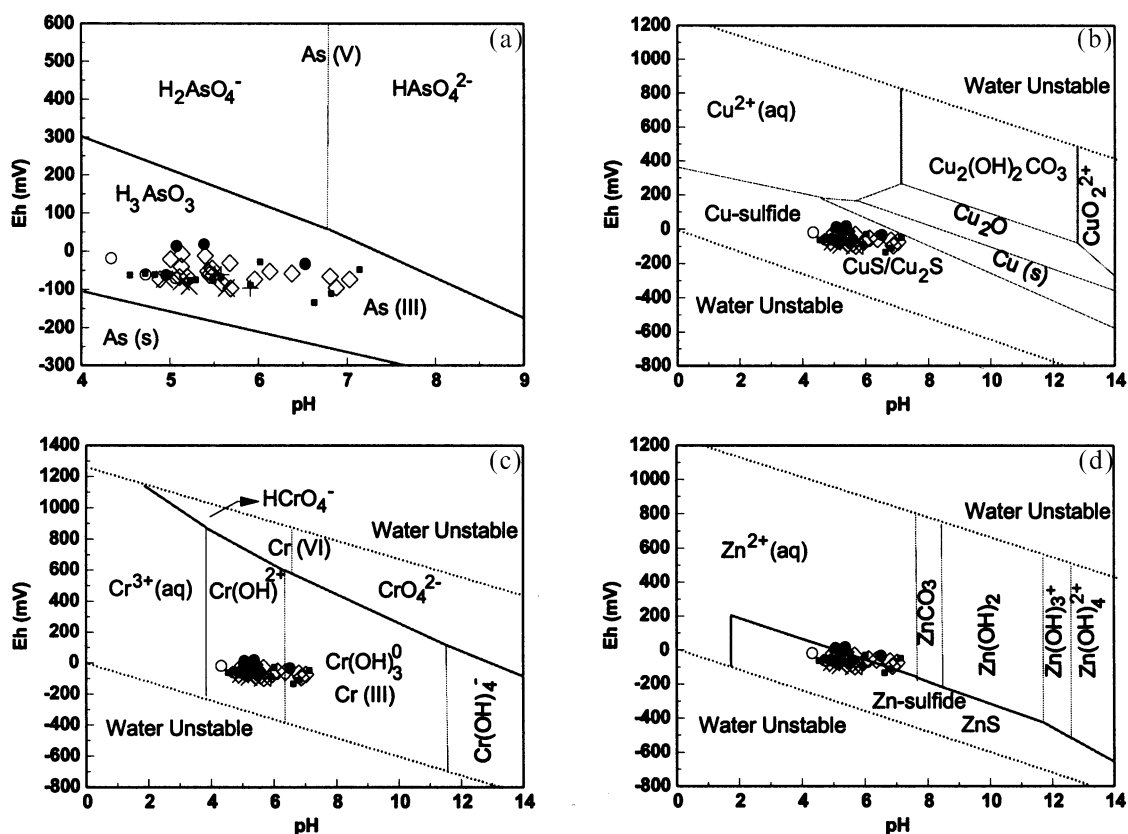 (a)
As (V)
H₂AsO₄⁻
HAsO₄²⁻
H₃AsO₃
As (III)
As (s)
600
500
400
300
200
100
0
-100
-200
-300
Eh (mV)
4 5 6 7 8 9
pH
(b)
Water Unstable
Cu²⁺(aq)
Cu₂(OH)₂CO₃
CuO₂²⁺
Cu-sulfide
Cu₂O
CuS/Cu₂S
Cu (s)
Water Unstable
1200
1000
800
600
400
200
0
-200
-400
-600
-800
Eh (mV)
0 2 4 6 8 10 12 14
pH
(c)
HCrO₄⁻
Water Unstable
Cr (VI)
Cr³⁺(aq)
Cr(OH)²⁺
CrO₄²⁻
Cr(OH)₃⁰
Cr (III)
Cr(OH)₄⁻
Water Unstable
1400
1200
1000
800
600
400
200
0
-200
-400
-600
-800
Eh (mV)
0 2 4 6 8 10 12 14
pH
(d)
Water Unstable
Zn²⁺(aq)
ZnCO₃
Zn(OH)₂
Zn(OH)₃⁺
Zn(OH)₄²⁺
Zn-sulfide
ZnS
Water Unstable
1200
1000
800
600
400
200
0
-200
-400
-600
-800
Eh (mV)
0 2 4 6 8 10 12 14
pH